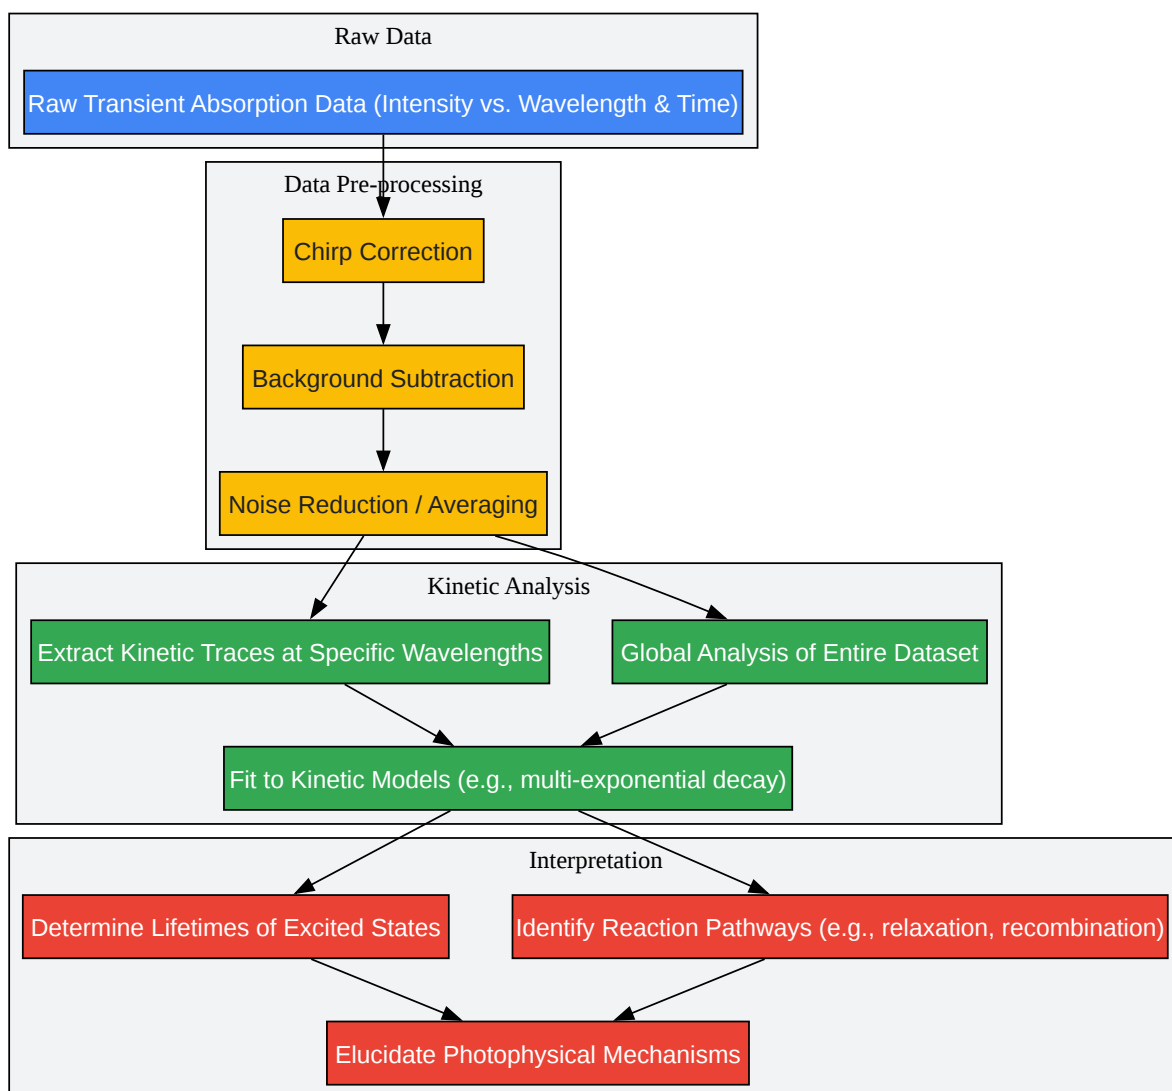 Raw Data
Raw Transient Absorption Data (Intensity vs. Wavelength & Time)
Data Pre-processing
Chirp Correction
Background Subtraction
Noise Reduction / Averaging
Kinetic Analysis
Extract Kinetic Traces at Specific Wavelengths
Global Analysis of Entire Dataset
Fit to Kinetic Models (e.g., multi-exponential decay)
Interpretation
Determine Lifetimes of Excited States
Identify Reaction Pathways (e.g., relaxation, recombination)
Elucidate Photophysical Mechanisms